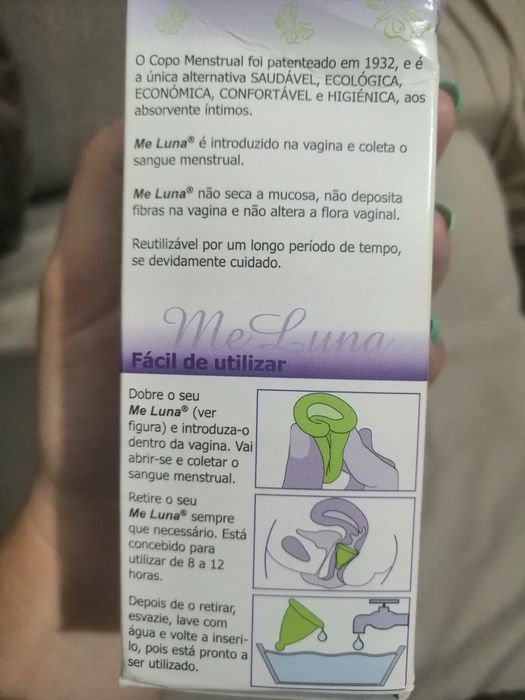 O Copo Menstrual foi patenteado em 1932, e é
a única alternativa SAUDÁVEL, ECOLÓGICA,
ECONÓMICA, CONFORTÁVEL e HIGIÉNICA, aos
absorvente íntimos.
Me Luna® é introduzido na vagina e coleta o
sangue menstrual.
Me Luna® não seca a mucosa, não deposita
fibras na vagina e não altera a flora vaginal.
Reutilizável por um longo período de tempo,
se devidamente cuidado.
MeLuna
Fácil de utilizar
Dobre o seu
Me Luna® (ver
figura) e introduza-o
dentro da vagina. Vai
abrir-se e coletar o
sangue menstrual.
Retire o seu
Me Luna® sempre
que necessário. Está
concebido para
utilizar de 8 a 12
horas.
Depois de o retirar,
esvazie, lave com
água e volte a inseri-
lo, pois está pronto a
ser utilizado.